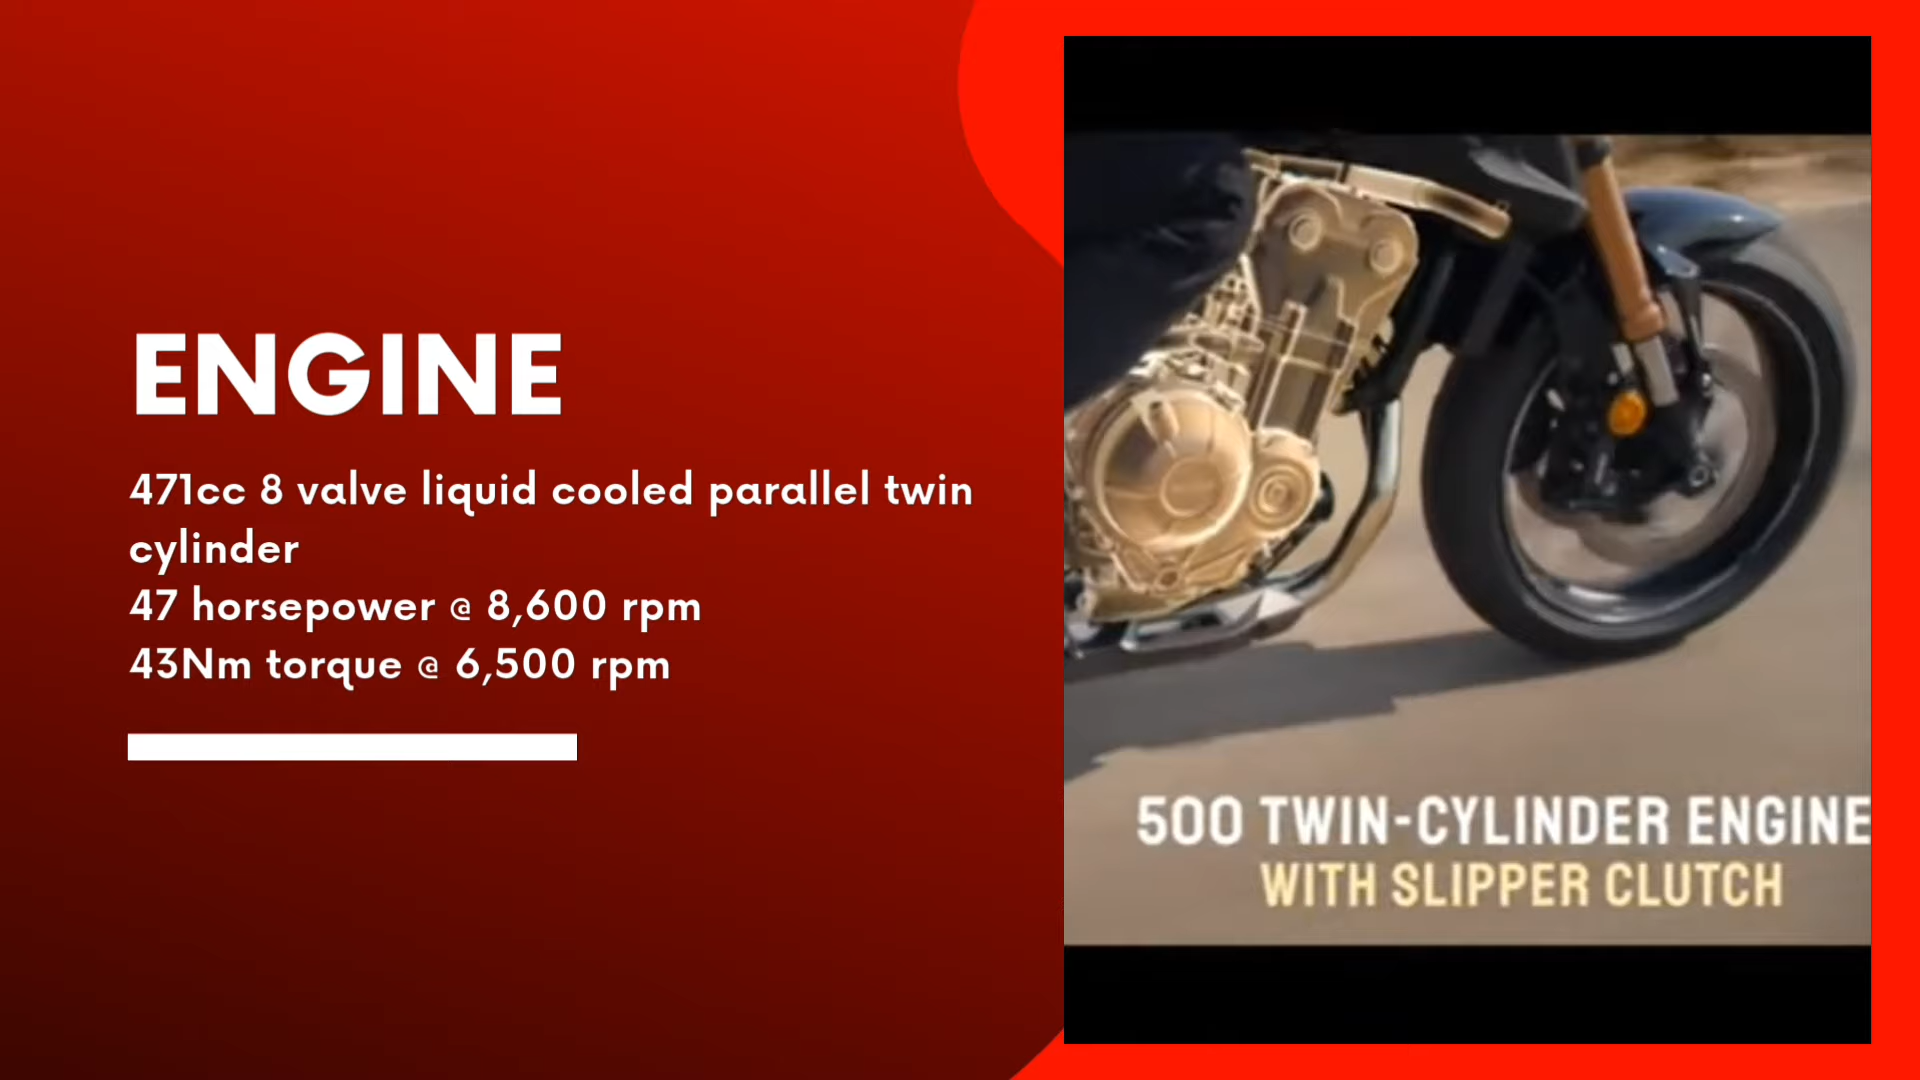 ENGINE
471cc 8 valve liquid cooled parallel twin
cylinder
47 horsepower @ 8,600 rpm
43Nm torque @ 6,500 rpm
500 TWIN-CYLINDER ENGINE
WITH SLIPPER CLUTCH